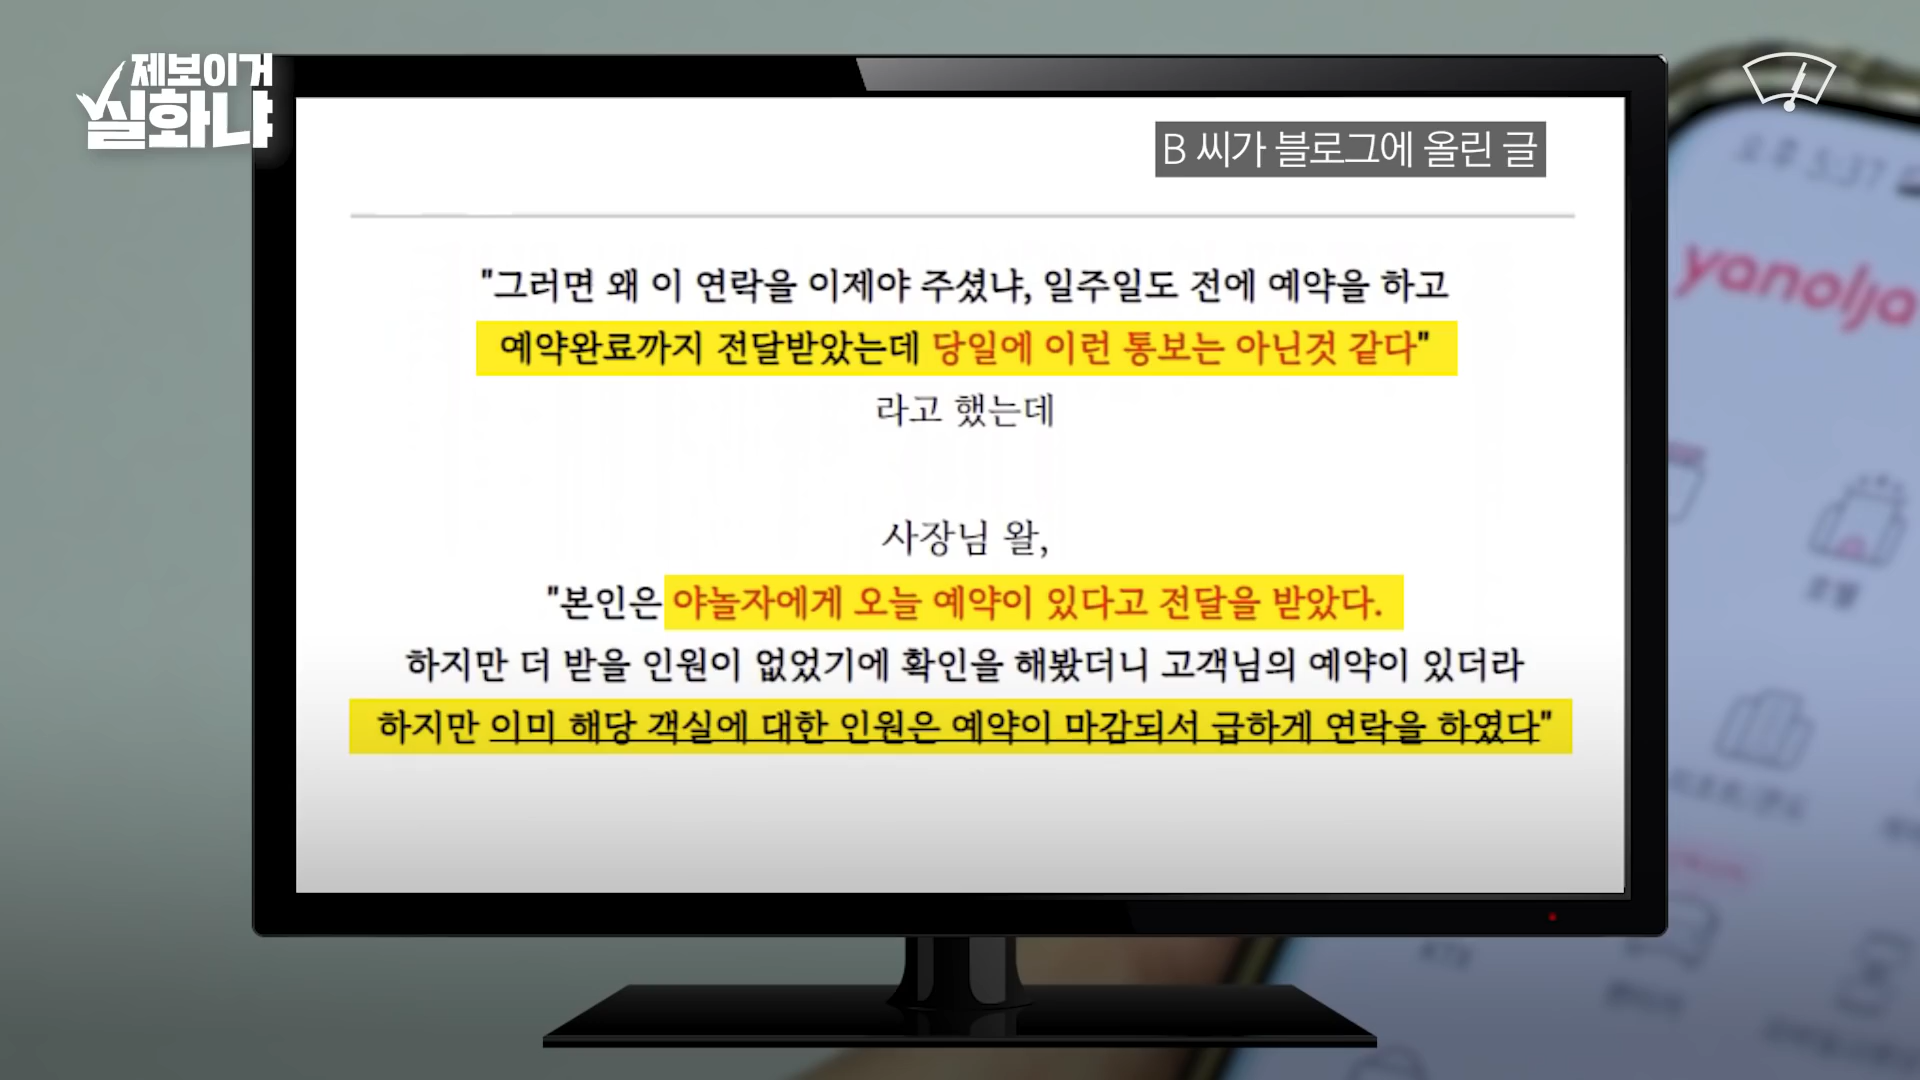 제보이거
실화냐
B 씨가 블로그에 올린 글
"그러면 왜 이 연락을 이제야 주셨냐, 일주일도 전에 예약을 하고
예약완료까지 전달받았는데 당일에 이런 통보는 아닌것 같다"
라고 했는데
사장님 왈,
"본인은 야놀자에게 오늘 예약이 있다고 전달을 받았다.
하지만 더 받을 인원이 없었기에 확인을 해봤더니 고객님의 예약이 있더라
하지만 이미 해당 객실에 대한 인원은 예약이 마감되서 급하게 연락을 하였다"
오후 5:37
yanolja
호텔
KTX